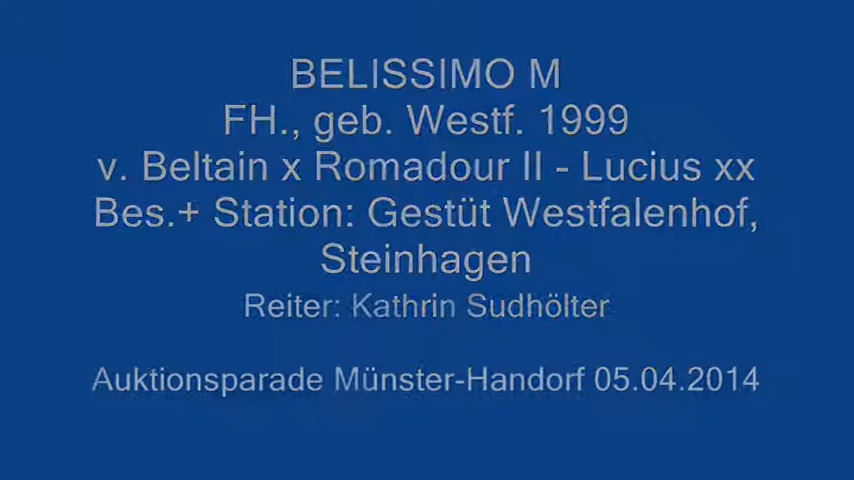 BELISSIMO M
FH., geb. Westf. 1999
v. Beltain x Romadour II - Lucius xx
Bes.+ Station: Gestüt Westfalenhof,
Steinhagen
Reiter: Kathrin Sudhölter
Auktionsparade Münster-Handorf 05.04.2014